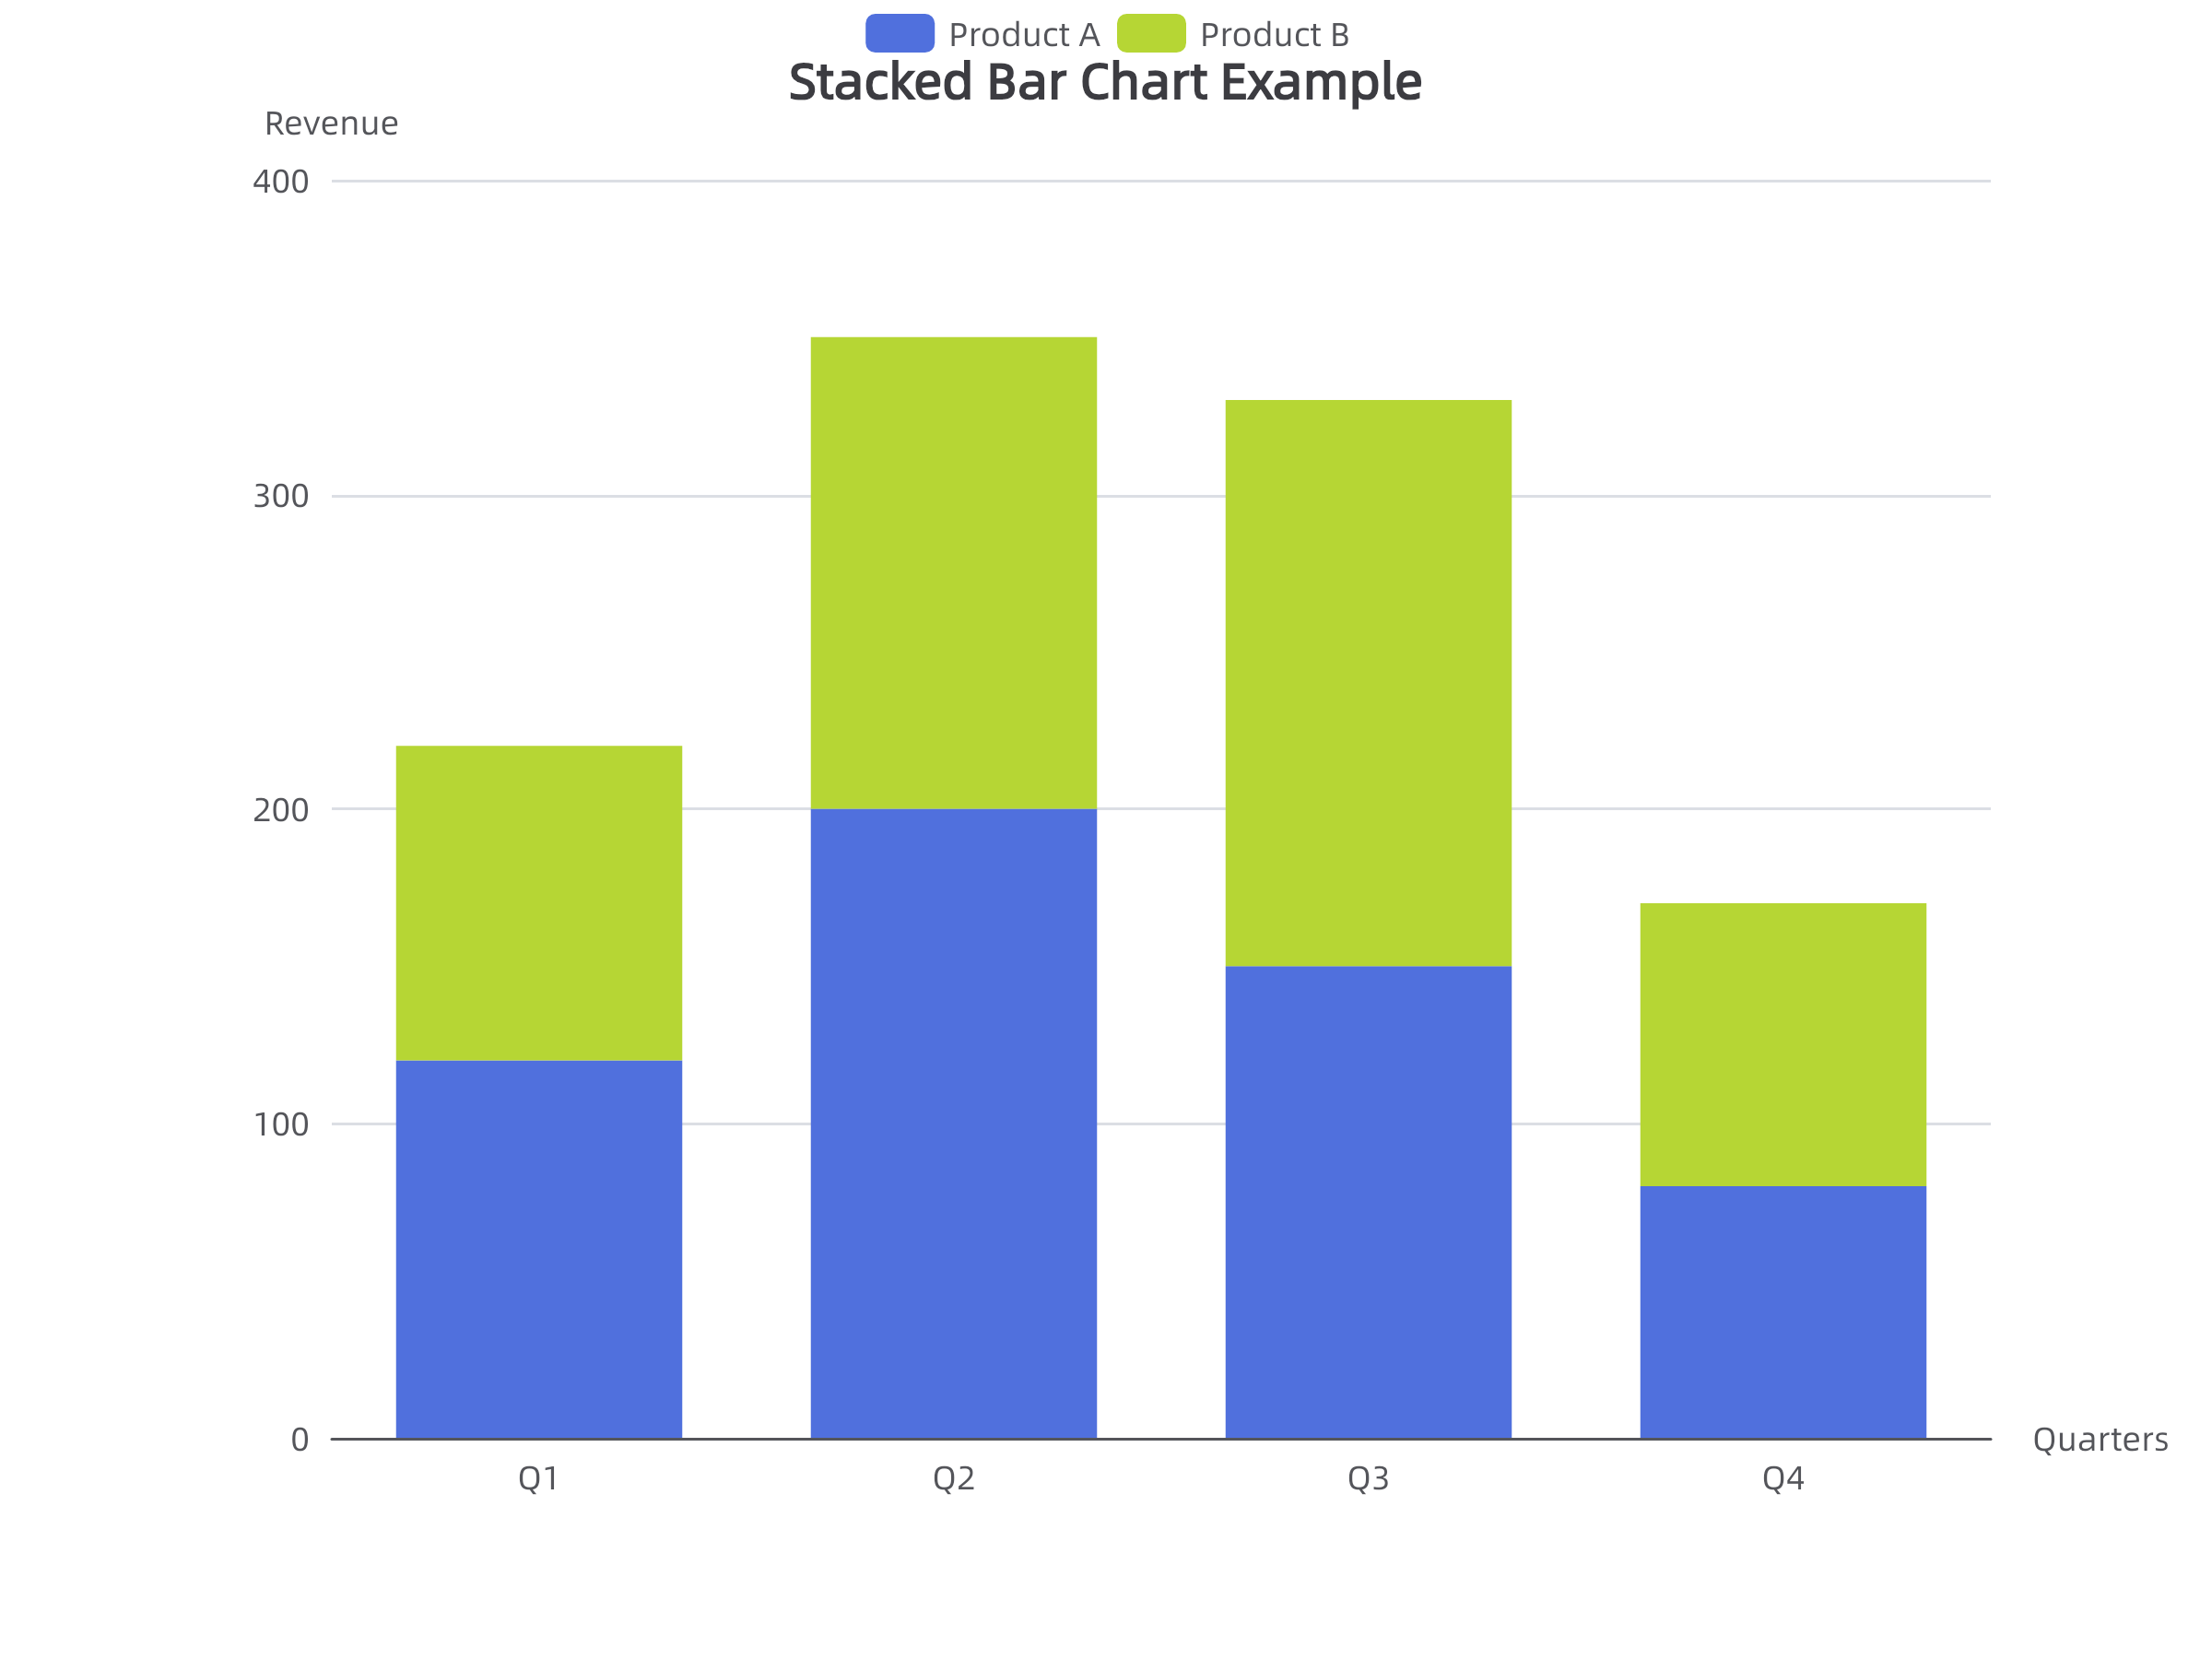 Product A Product B
Stacked Bar Chart Example
Revenue
400
300
200
100
0
Quarters
Q1 Q2 Q3 Q4